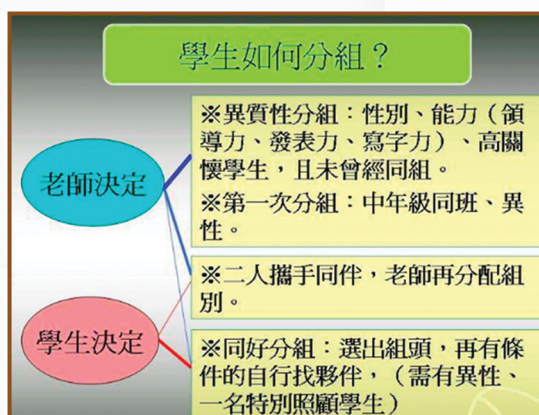 學生如何分組？
※異質性分組：性別、能力（領
導力、發表力、寫字力）、高關
懷學生，且未曾經同組。
※第一次分組：中年級同班、異
性。
老師決定
※二人攜手同伴，老師再分配組
別。
學生決定
※同好分組：選出組頭，再有條
件的自行找夥伴，（需有異性、
一名特別照顧學生）